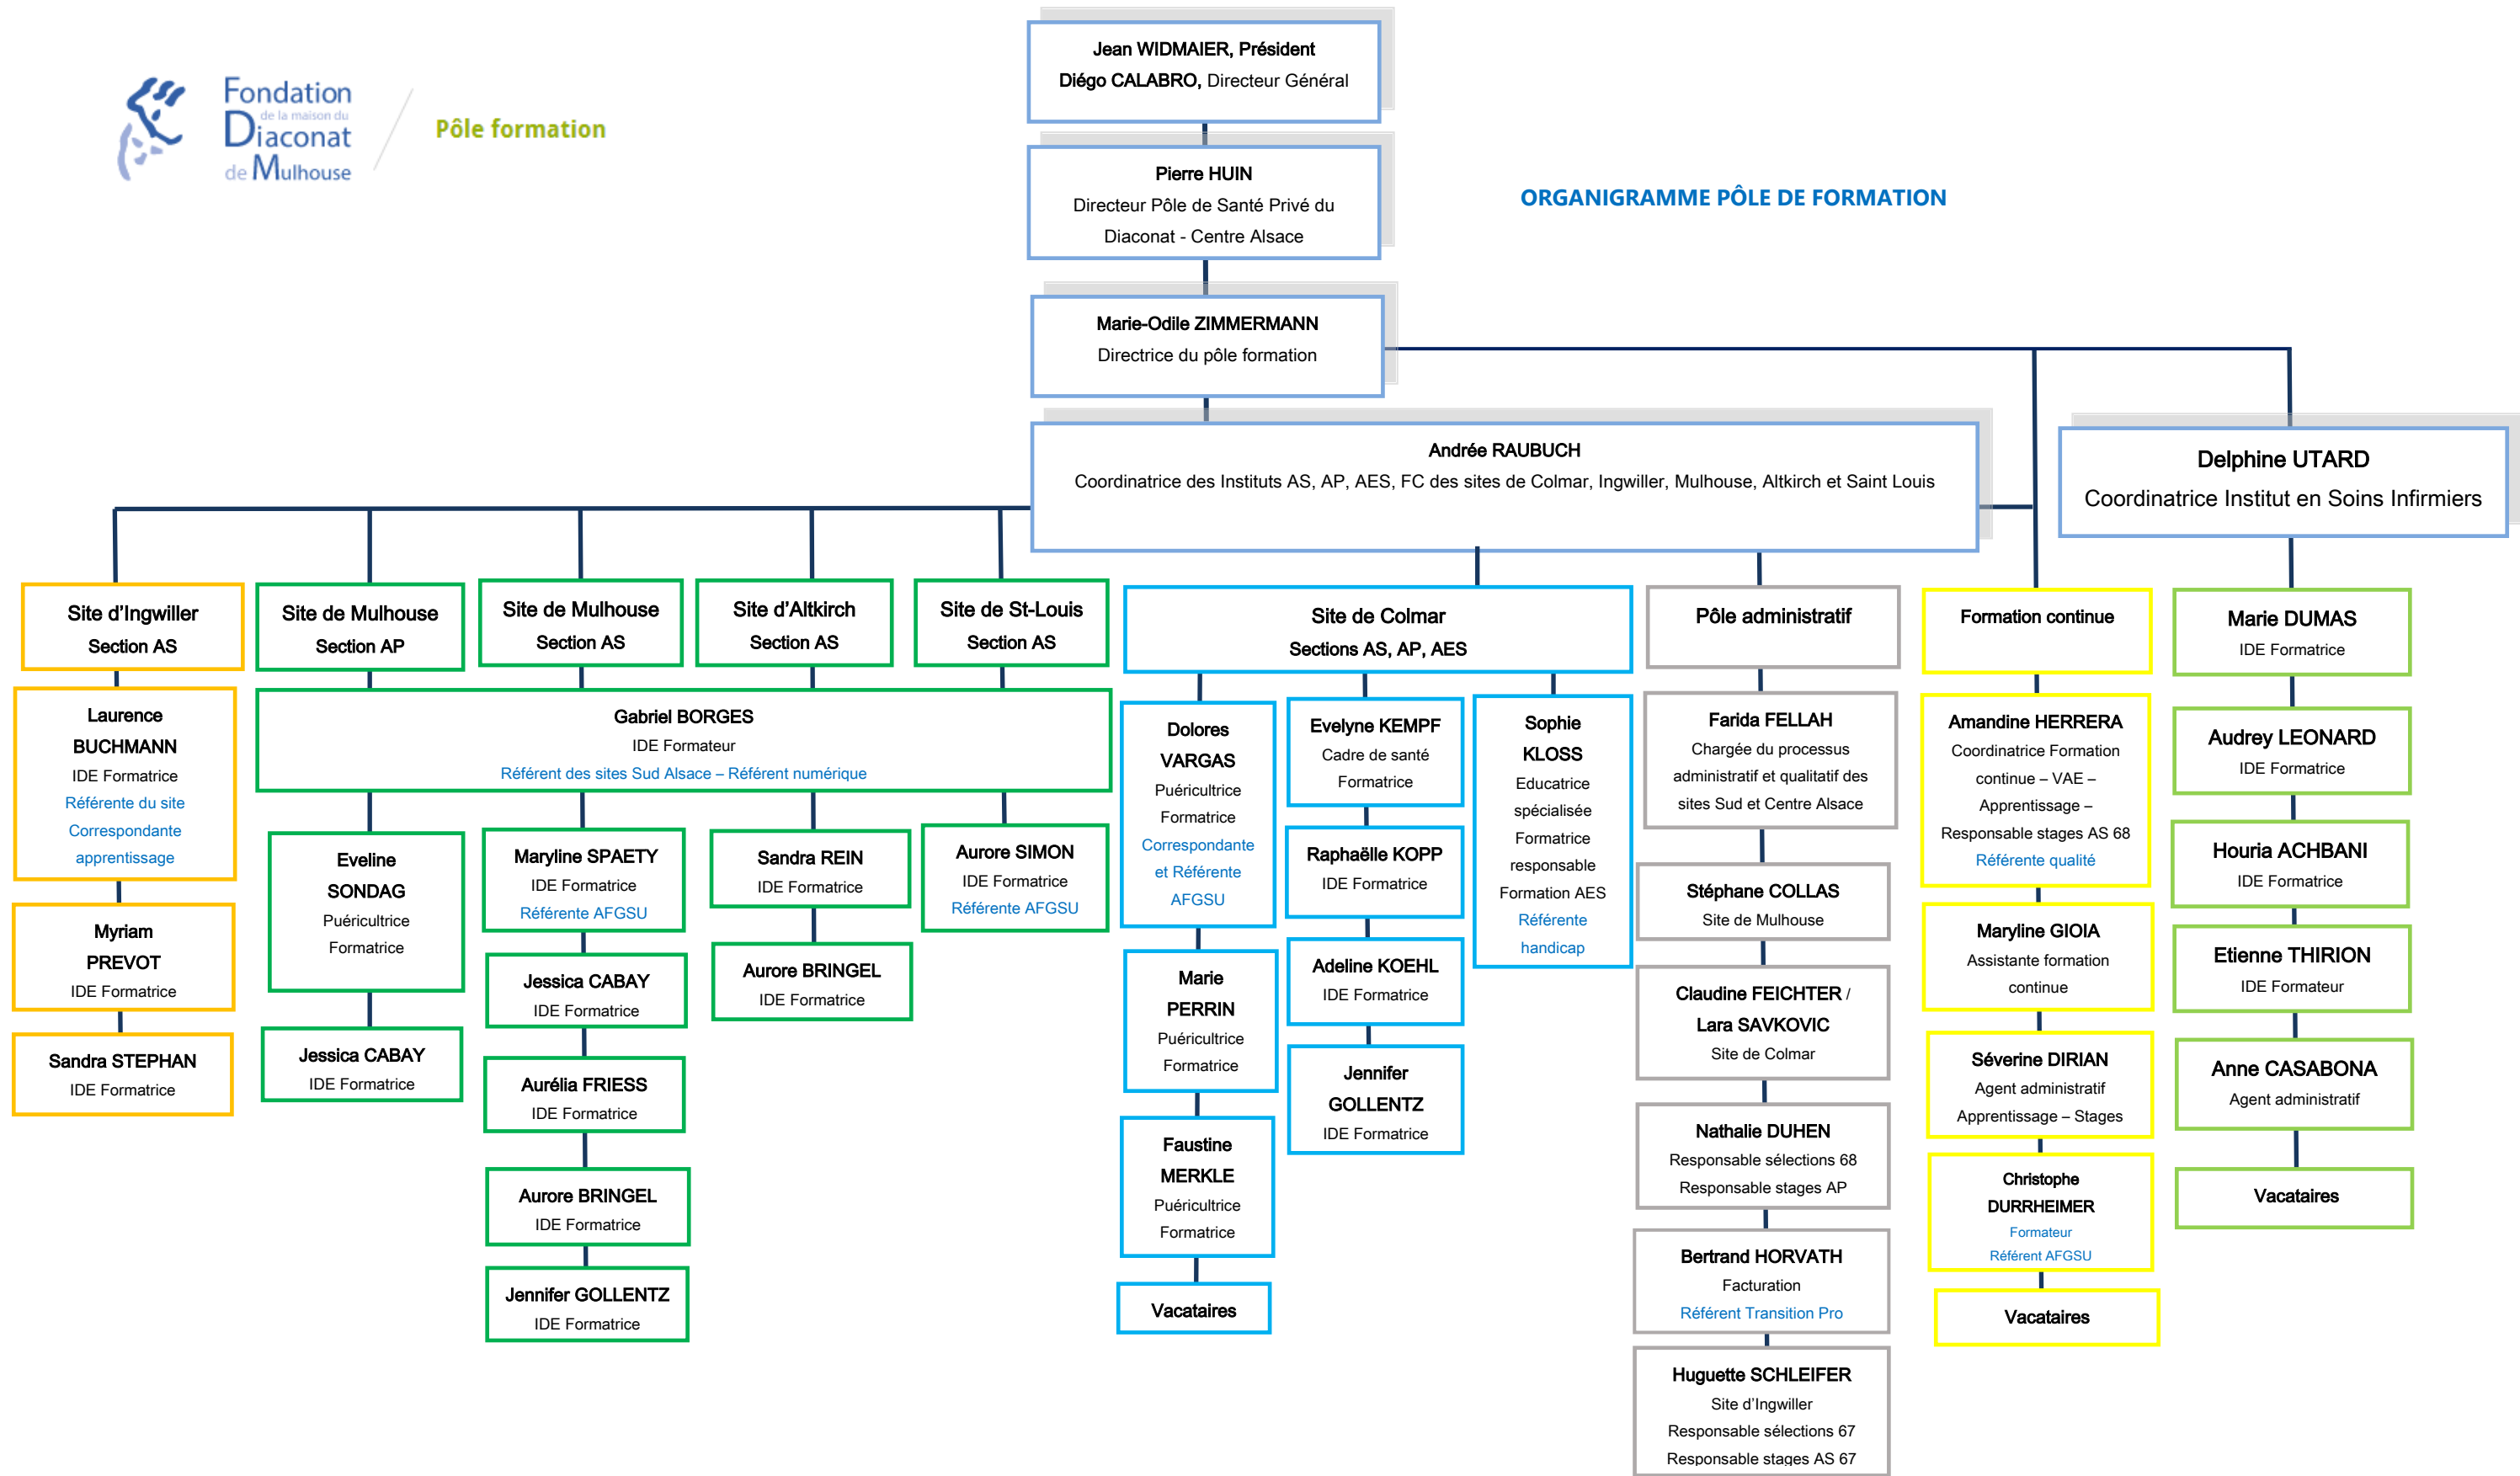 Fondation
de la maison du
Diaconat
de Mulhouse
Pôle formation
ORGANIGRAMME PÔLE DE FORMATION
Jean WIDMAIER, Président
Diégo CALABRO, Directeur Général
Pierre HUIN
Directeur Pôle de Santé Privé du
Diaconat - Centre Alsace
Marie-Odile ZIMMERMANN
Directrice du pôle formation
Andrée RAUBUCH
Coordinatrice des Instituts AS, AP, AES, FC des sites de Colmar, Ingwiller, Mulhouse, Altkirch et Saint Louis
Delphine UTARD
Coordinatrice Institut en Soins Infirmiers
Site d’Ingwiller
Section AS
Laurence
BUCHMANN
IDE Formatrice
Référente du site
Correspondante
apprentissage
Myriam
PREVOT
IDE Formatrice
Sandra STEPHAN
IDE Formatrice
Site de Mulhouse
Section AP
Site de Mulhouse
Section AS
Site d’Altkirch
Section AS
Site de St-Louis
Section AS
Gabriel BORGES
IDE Formateur
Référent des sites Sud Alsace – Référent numérique
Eveline
SONDAG
Puéricultrice
Formatrice
Jessica CABAY
IDE Formatrice
Maryline SPAETY
IDE Formatrice
Référente AFGSU
Jessica CABAY
IDE Formatrice
Aurélia FRIESS
IDE Formatrice
Aurore BRINGEL
IDE Formatrice
Jennifer GOLLENTZ
IDE Formatrice
Sandra REIN
IDE Formatrice
Aurore BRINGEL
IDE Formatrice
Aurore SIMON
IDE Formatrice
Référente AFGSU
Site de Colmar
Sections AS, AP, AES
Dolores
VARGAS
Puéricultrice
Formatrice
Correspondante
et Référente
AFGSU
Marie
PERRIN
Puéricultrice
Formatrice
Faustine
MERKLE
Puéricultrice
Formatrice
Vacataires
Evelyne KEMPF
Cadre de santé
Formatrice
Raphaëlle KOPP
IDE Formatrice
Adeline KOEHL
IDE Formatrice
Jennifer
GOLLENTZ
IDE Formatrice
Sophie
KLOSS
Educatrice
spécialisée
Formatrice
responsable
Formation AES
Référente
handicap
Pôle administratif
Farida FELLAH
Chargée du processus
administratif et qualitatif des
sites Sud et Centre Alsace
Stéphane COLLAS
Site de Mulhouse
Claudine FEICHTER /
Lara SAVKOVIC
Site de Colmar
Nathalie DUHEN
Responsable sélections 68
Responsable stages AP
Bertrand HORVATH
Facturation
Référent Transition Pro
Huguette SCHLEIFER
Site d’Ingwiller
Responsable sélections 67
Responsable stages AS 67
Formation continue
Amandine HERRERA
Coordinatrice Formation
continue – VAE –
Apprentissage –
Responsable stages AS 68
Référente qualité
Maryline GIOIA
Assistante formation
continue
Séverine DIRIAN
Agent administratif
Apprentissage – Stages
Christophe
DURRHEIMER
Formateur
Référent AFGSU
Vacataires
Marie DUMAS
IDE Formatrice
Audrey LEONARD
IDE Formatrice
Houria ACHBANI
IDE Formatrice
Etienne THIRION
IDE Formateur
Anne CASABONA
Agent administratif
Vacataires